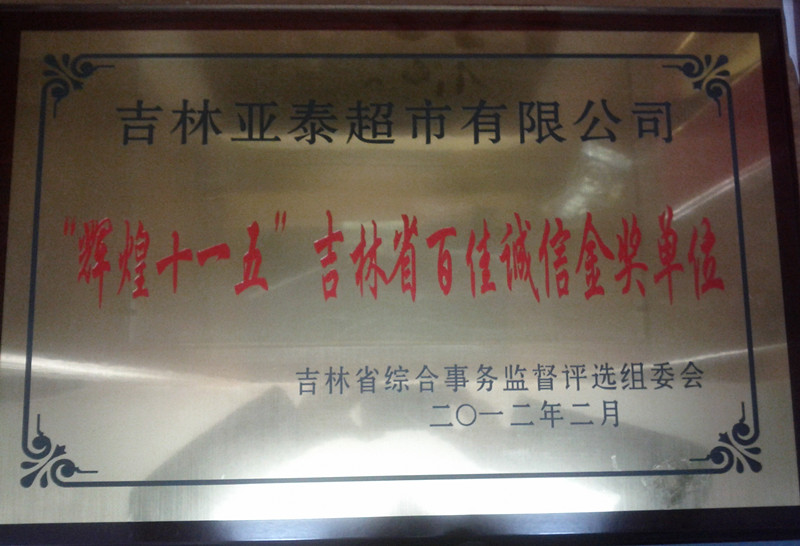 吉林亚泰超市有限公司
“辉煌十一五”吉林省百佳诚信金奖单位
吉林省综合事务监督评选组委会
二〇一二年二月